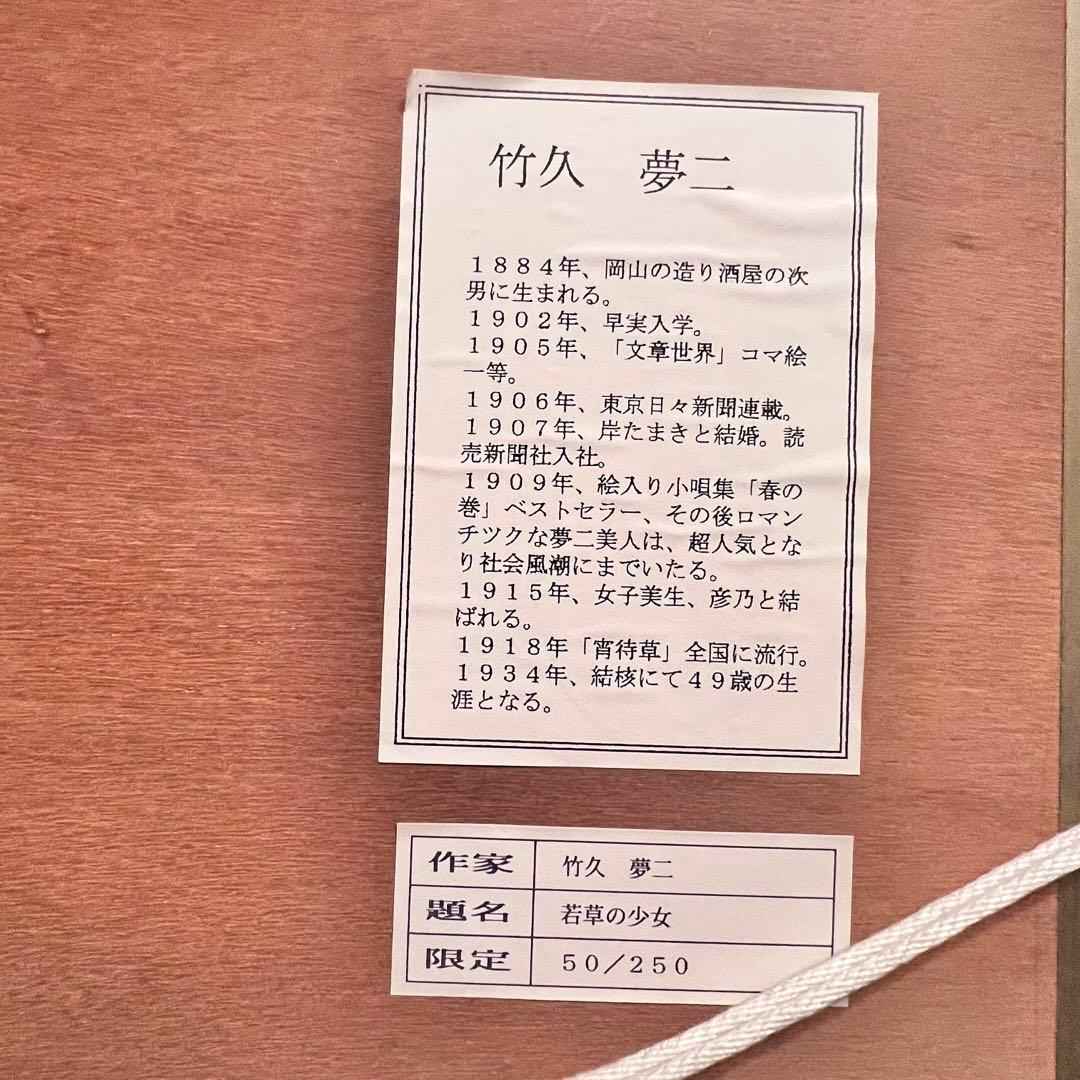 竹久　夢二
１８８４年、岡山の造り酒屋の次
男に生まれる。
１９０２年、早実入学。
１９０５年、「文章世界」コマ絵
一等。
１９０６年、東京日々新聞連載。
１９０７年、岸たまきと結婚。読
売新聞社入社。
１９０９年、絵入り小唄集「春の
巻」ベストセラー、その後ロマン
チツクな夢二美人は、超人気とな
り社会風潮にまでいたる。
１９１５年、女子美生、彦乃と結
ばれる。
１９１８年「宵待草」全国に流行。
１９３４年、結核にて４９歳の生
涯となる。
作家　竹久　夢二
題名　若草の少女
限定　５０／２５０